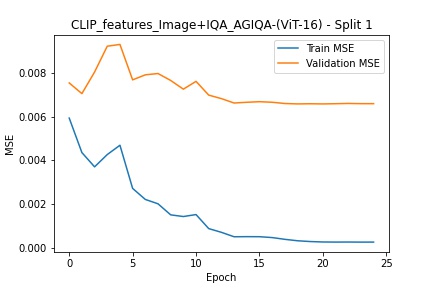 CLIP_features_Image+IQA_AGIQA-(ViT-16) - Split 1
Train MSE
Validation MSE
MSE
0.008
0.006
0.004
0.002
0.000
0 5 10 15 20 25
Epoch